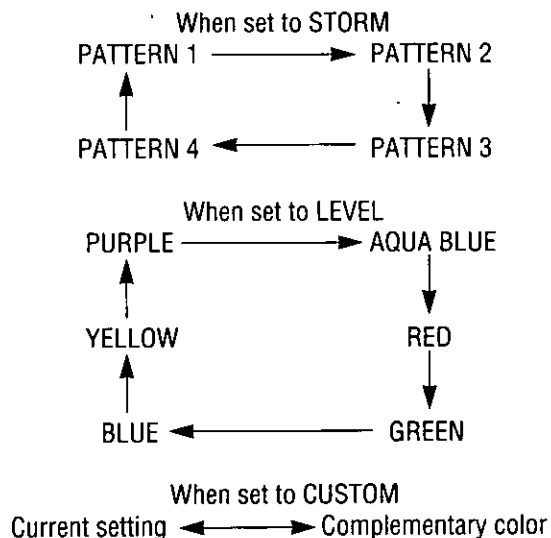 When set to STORM
PATTERN 1 PATTERN 2
PATTERN 4 PATTERN 3
When set to LEVEL
PURPLE AQUA BLUE
YELLOW RED
BLUE GREEN
When set to CUSTOM
Current setting Complementary color